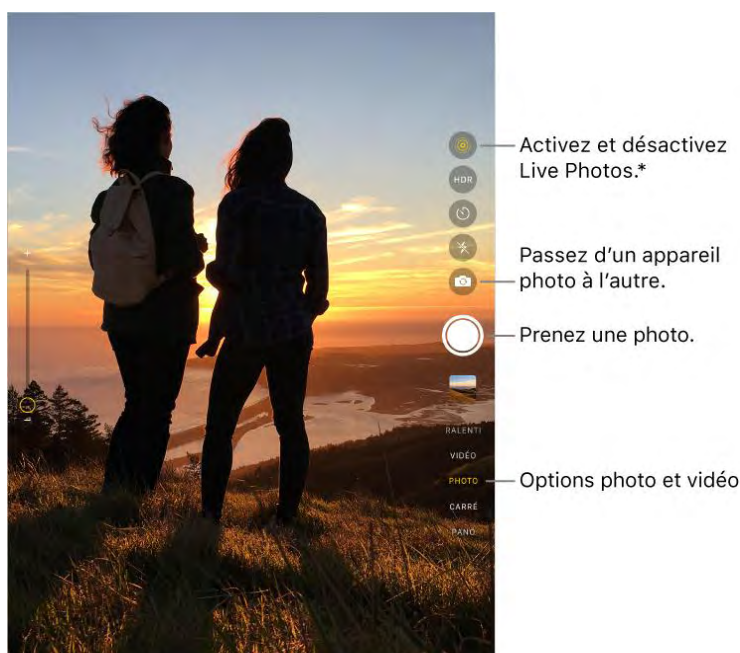 Activez et désactivez
Live Photos.*
HDR
Passez d'un appareil
photo à l'autre.
Prenez une photo.
RALENTI
VIDÉO
PHOTO
Options photo et vidéo
CARRÉ
PANO